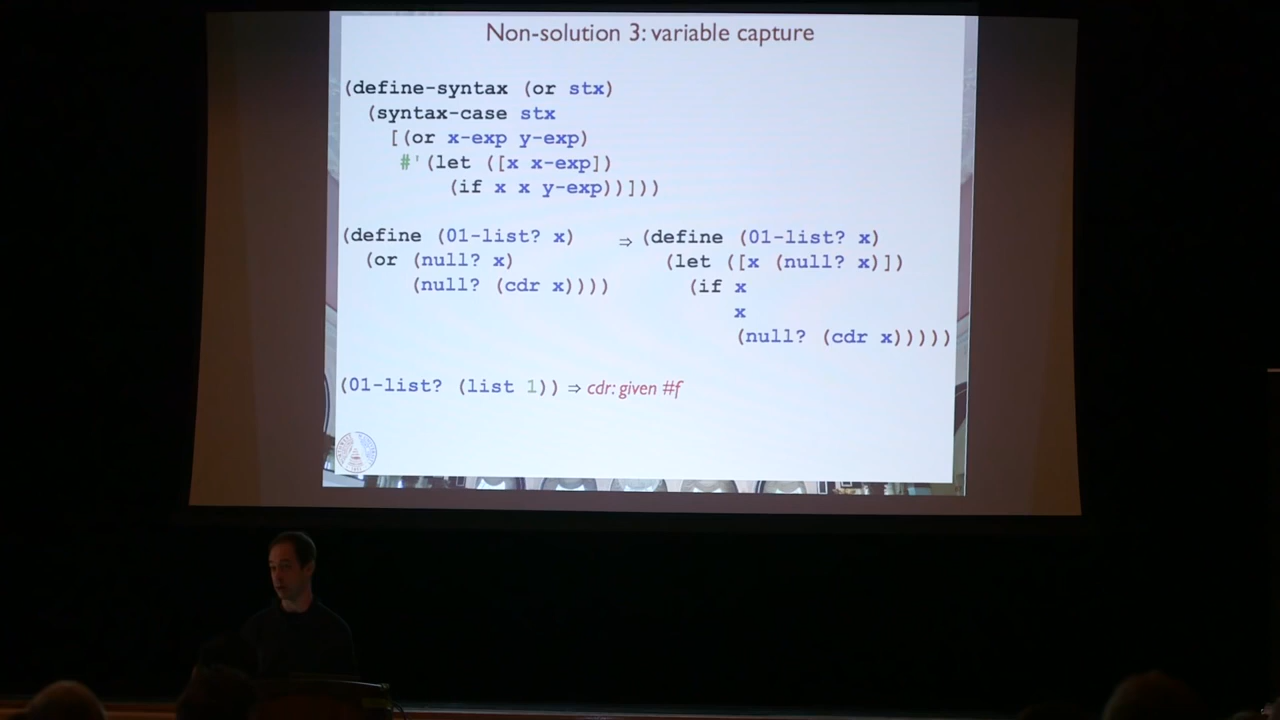 Non-solution 3: variable capture
(define-syntax (or stx)
(syntax-case stx
[(or x-exp y-exp)
#'(let ([x x-exp])
(if x x y-exp))]))
(define (01-list? x)
(or (null? x)
(null? (cdr x))))
⇒
(define (01-list? x)
(let ([x (null? x)])
(if x
x
(null? (cdr x)))))
(01-list? (list 1)) ⇒ cdr: given #f